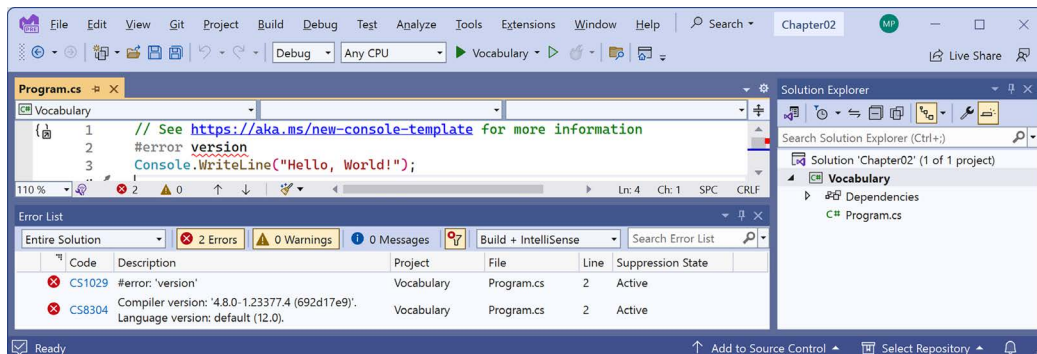 File Edit View Git Project Build Debug Test Analyze Tools Extensions Window Help Search Chapter02 MP
Debug Any CPU Vocabulary Live Share
Program.cs
C# Vocabulary
1 // See https://aka.ms/new-console-template for more information
2 #error version
3 Console.WriteLine("Hello, World!");
110 % 2 0 Ln: 4 Ch: 1 SPC CRLF
Error List
Entire Solution 2 Errors 0 Warnings 0 Messages Build + IntelliSense Search Error List
Code Description Project File Line Suppression State
CS1029 #error: 'version' Vocabulary Program.cs 2 Active
CS8304 Compiler version: '4.8.0-1.23377.4 (692d17e9)'. Vocabulary Program.cs 2 Active
Language version: default (12.0).
Solution Explorer
Search Solution Explorer (Ctrl+;)
Solution 'Chapter02' (1 of 1 project)
C# Vocabulary
Dependencies
C# Program.cs
Ready Add to Source Control Select Repository